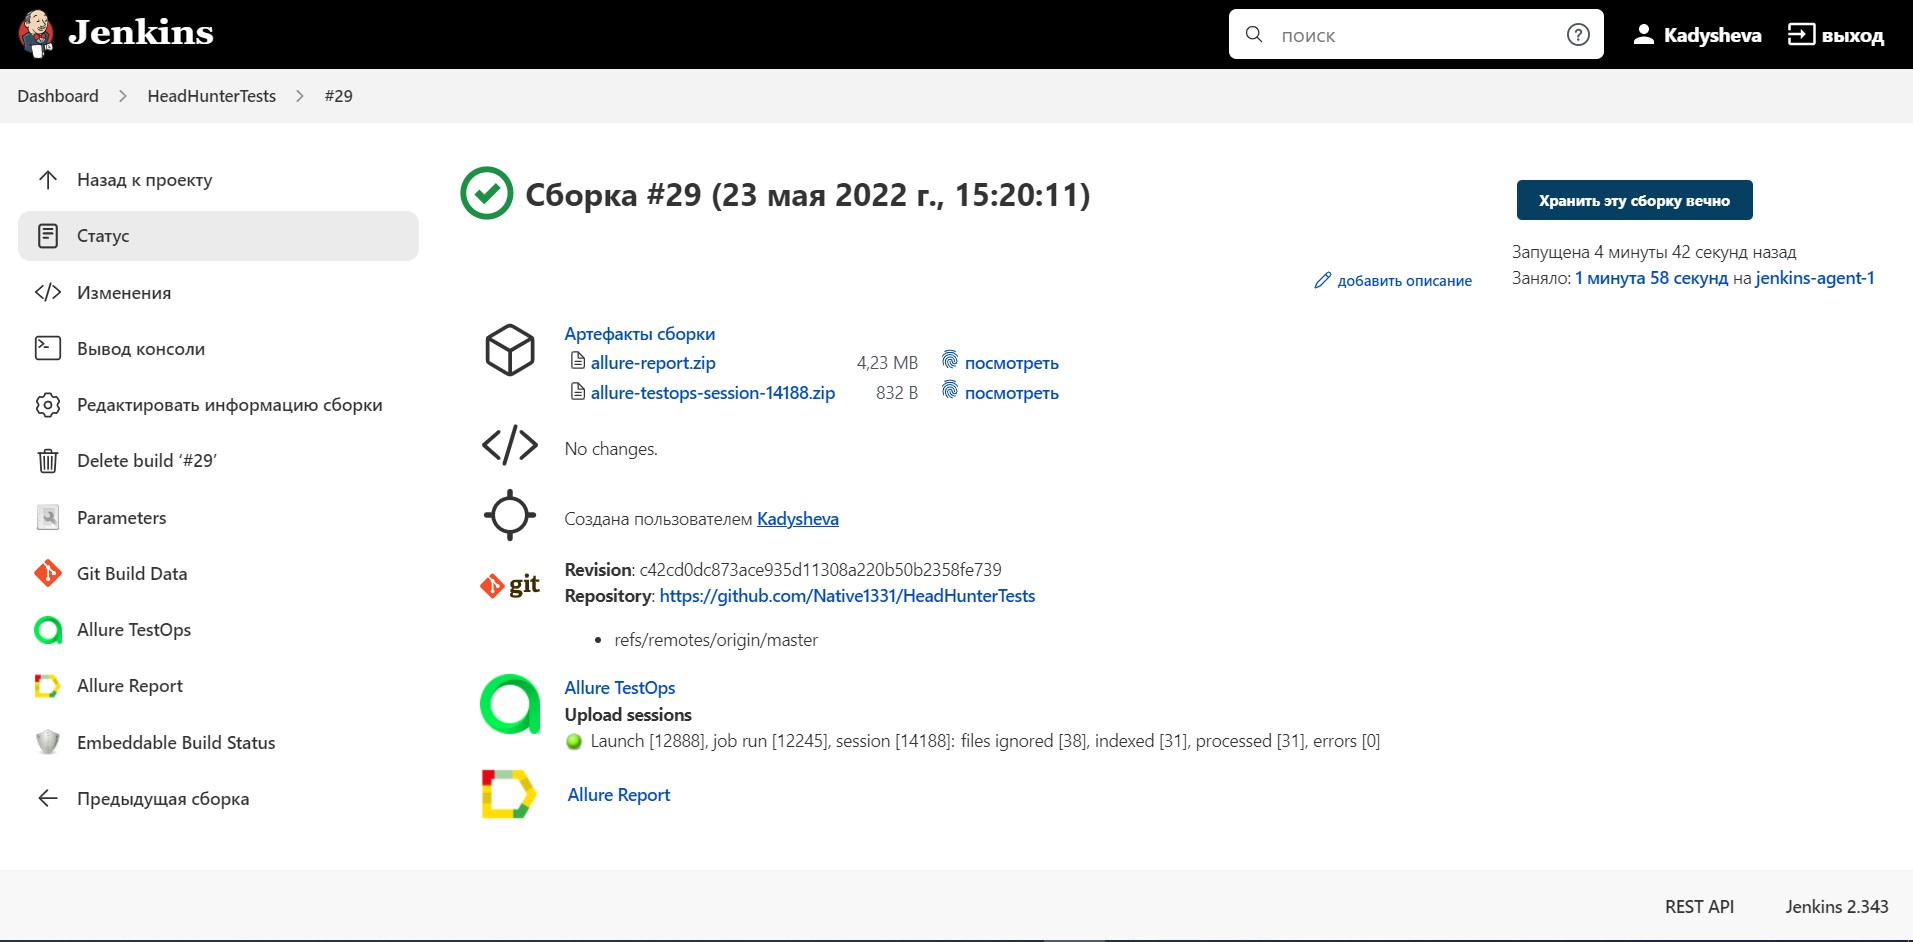 Jenkins
поиск
Kadysheva
выход
Dashboard
HeadHunterTests
#29
Назад к проекту
Статус
Изменения
Вывод консоли
Редактировать информацию сборки
Delete build ‘#29’
Parameters
Git Build Data
Allure TestOps
Allure Report
Embeddable Build Status
Предыдущая сборка
Сборка #29 (23 мая 2022 г., 15:20:11)
Хранить эту сборку вечно
Запущена 4 минуты 42 секунд назад
Заняло: 1 минута 58 секунд на jenkins-agent-1
добавить описание
Артефакты сборки
allure-report.zip 4,23 MB посмотреть
allure-testops-session-14188.zip 832 B посмотреть
No changes.
Создана пользователем Kadysheva
git
Revision: c42cd0dc873ace935d11308a220b50b2358fe739
Repository: https://github.com/Native1331/HeadHunterTests
refs/remotes/origin/master
Allure TestOps
Upload sessions
Launch [12888], job run [12245], session [14188]: files ignored [38], indexed [31], processed [31], errors [0]
Allure Report
REST API
Jenkins 2.343